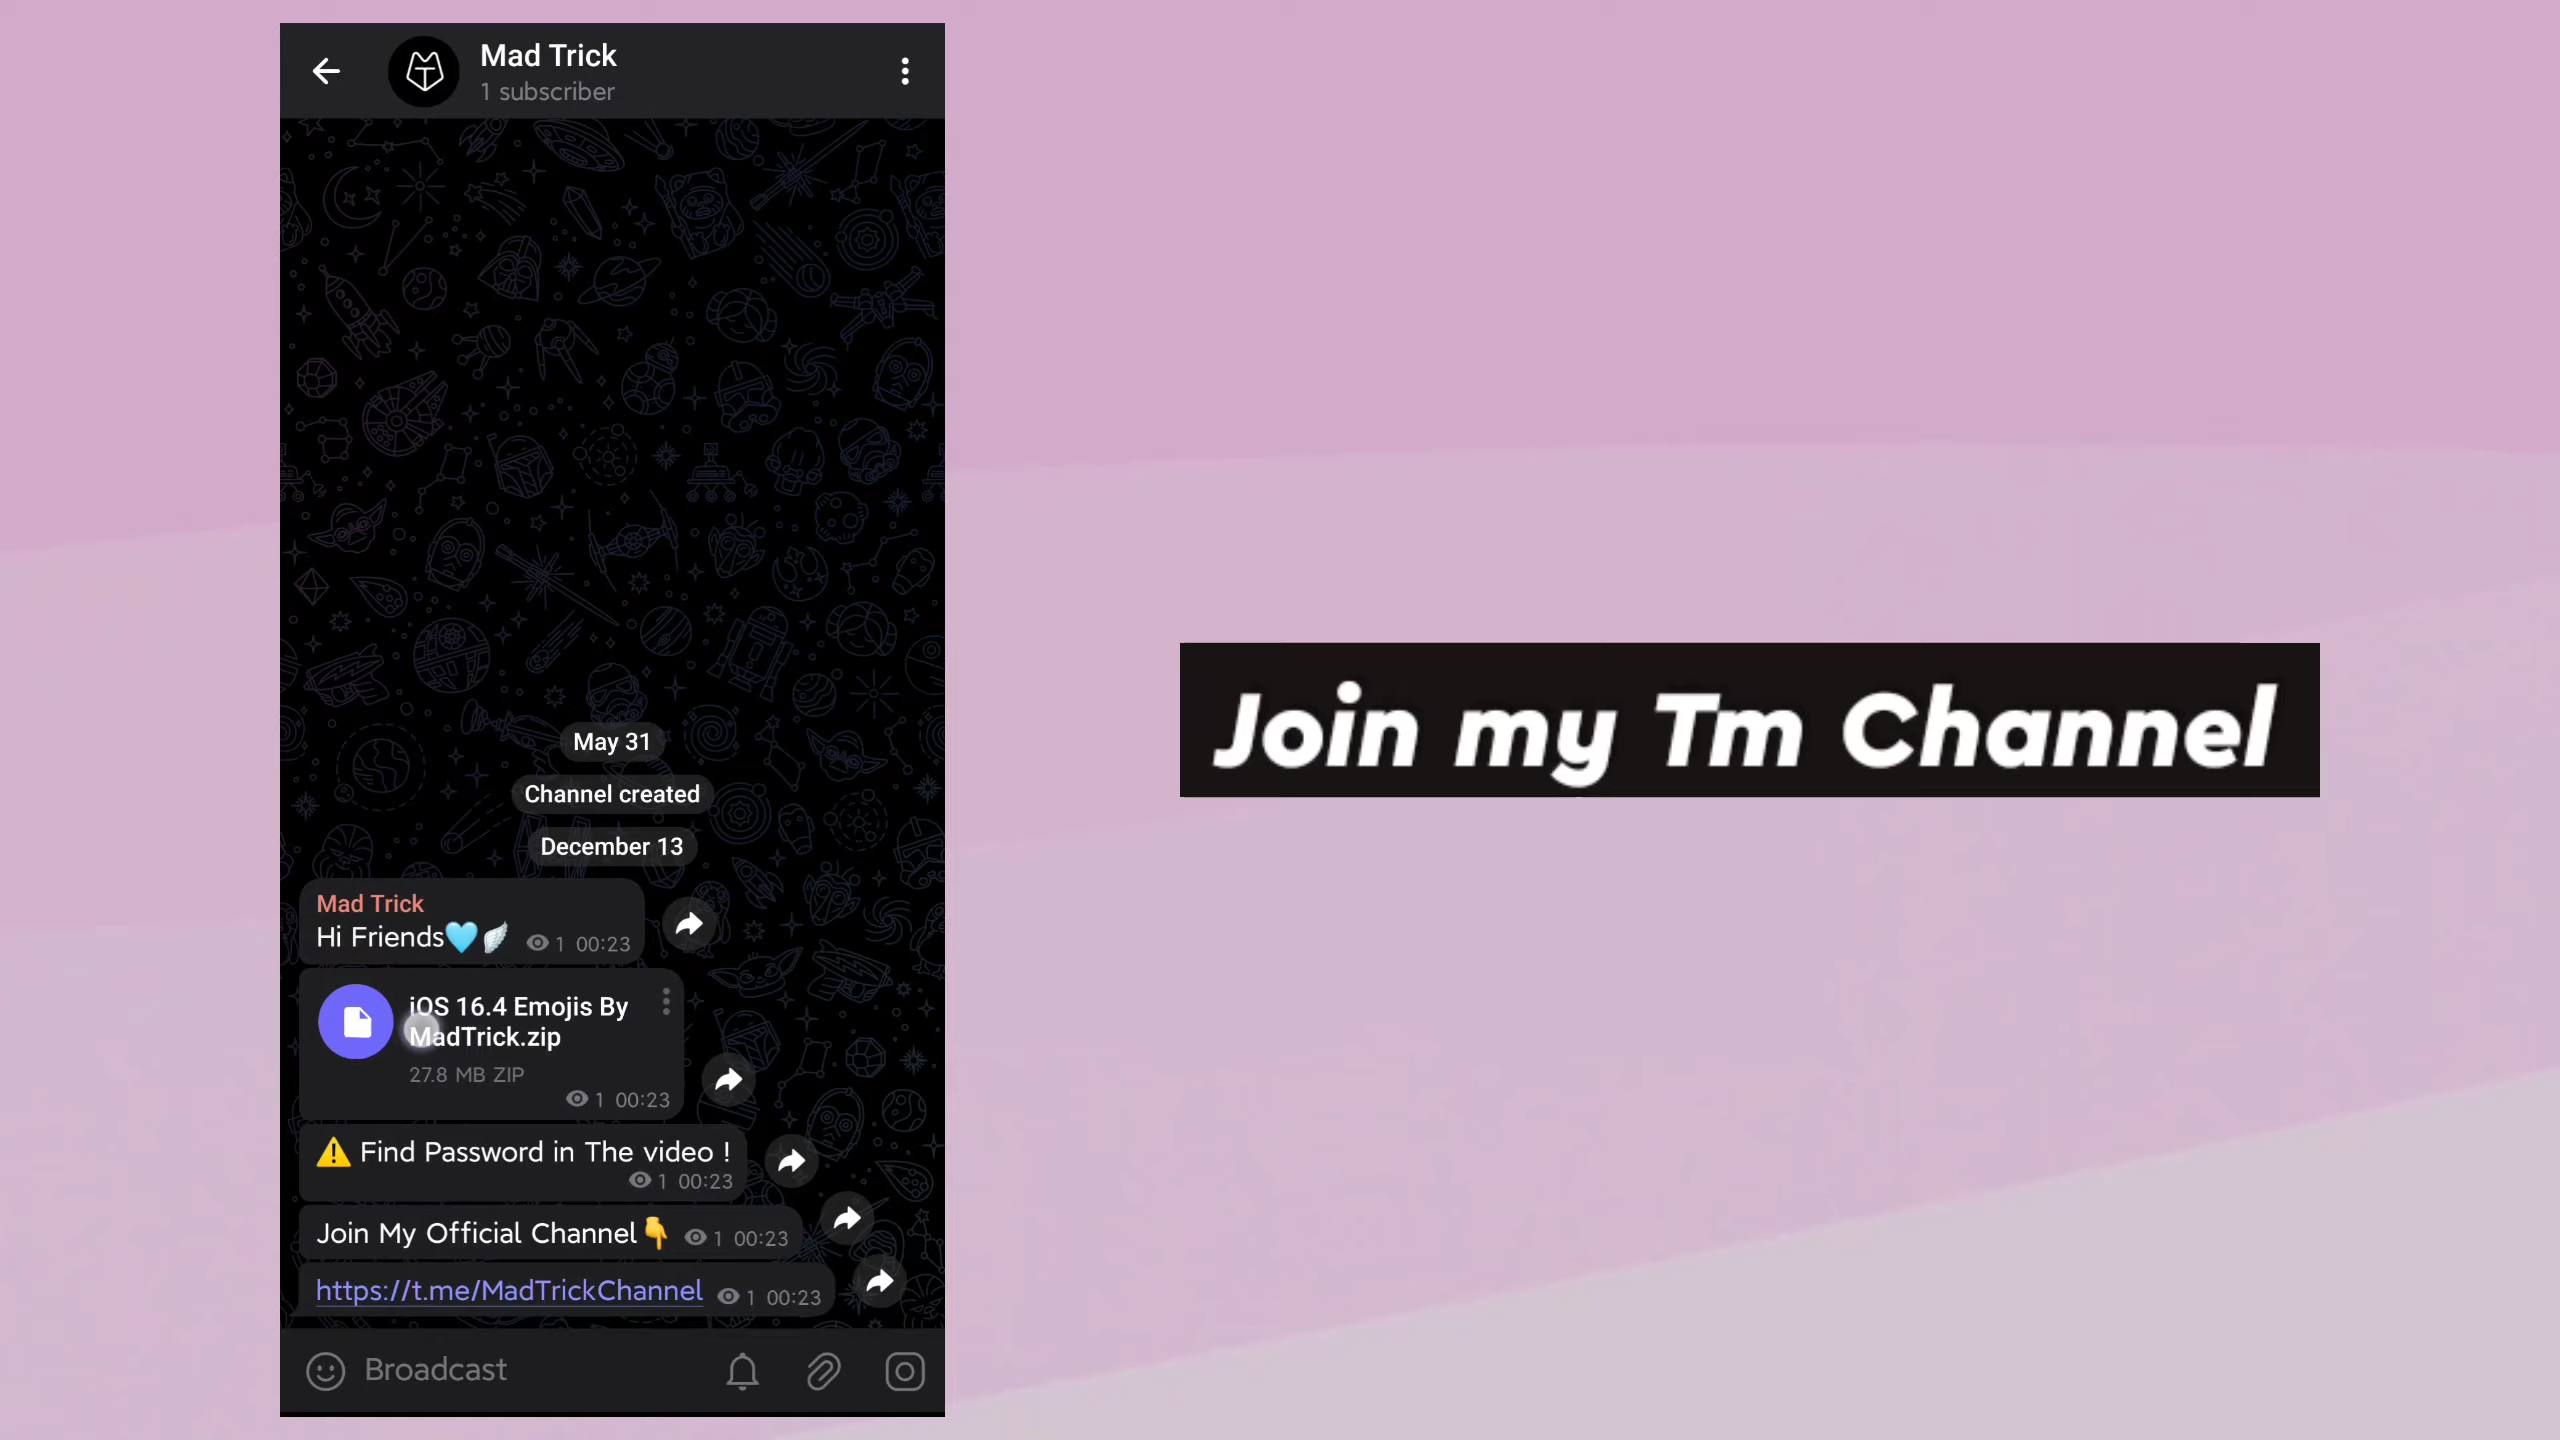 Mad Trick
1 subscriber
May 31
Channel created
December 13
Mad Trick
Hi Friends🩵🪽 1 00:23
iOS 16.4 Emojis By
MadTrick.zip
27.8 MB ZIP
1 00:23
⚠️ Find Password in The video !
1 00:23
Join My Official Channel👇 1 00:23
https://t.me/MadTrickChannel 1 00:23
Broadcast
Join my Tm Channel